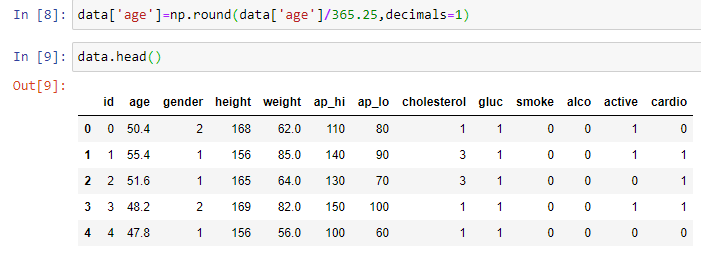 In [8]: data['age']=np.round(data['age']/365.25,decimals=1)
In [9]: data.head()
Out[9]:
id age gender height weight ap_hi ap_lo cholesterol gluc smoke alco active cardio
0 0 50.4 2 168 62.0 110 80 1 1 0 0 1 0
1 1 55.4 1 156 85.0 140 90 3 1 0 0 1 1
2 2 51.6 1 165 64.0 130 70 3 1 0 0 0 1
3 3 48.2 2 169 82.0 150 100 1 1 0 0 1 1
4 4 47.8 1 156 56.0 100 60 1 1 0 0 0 0